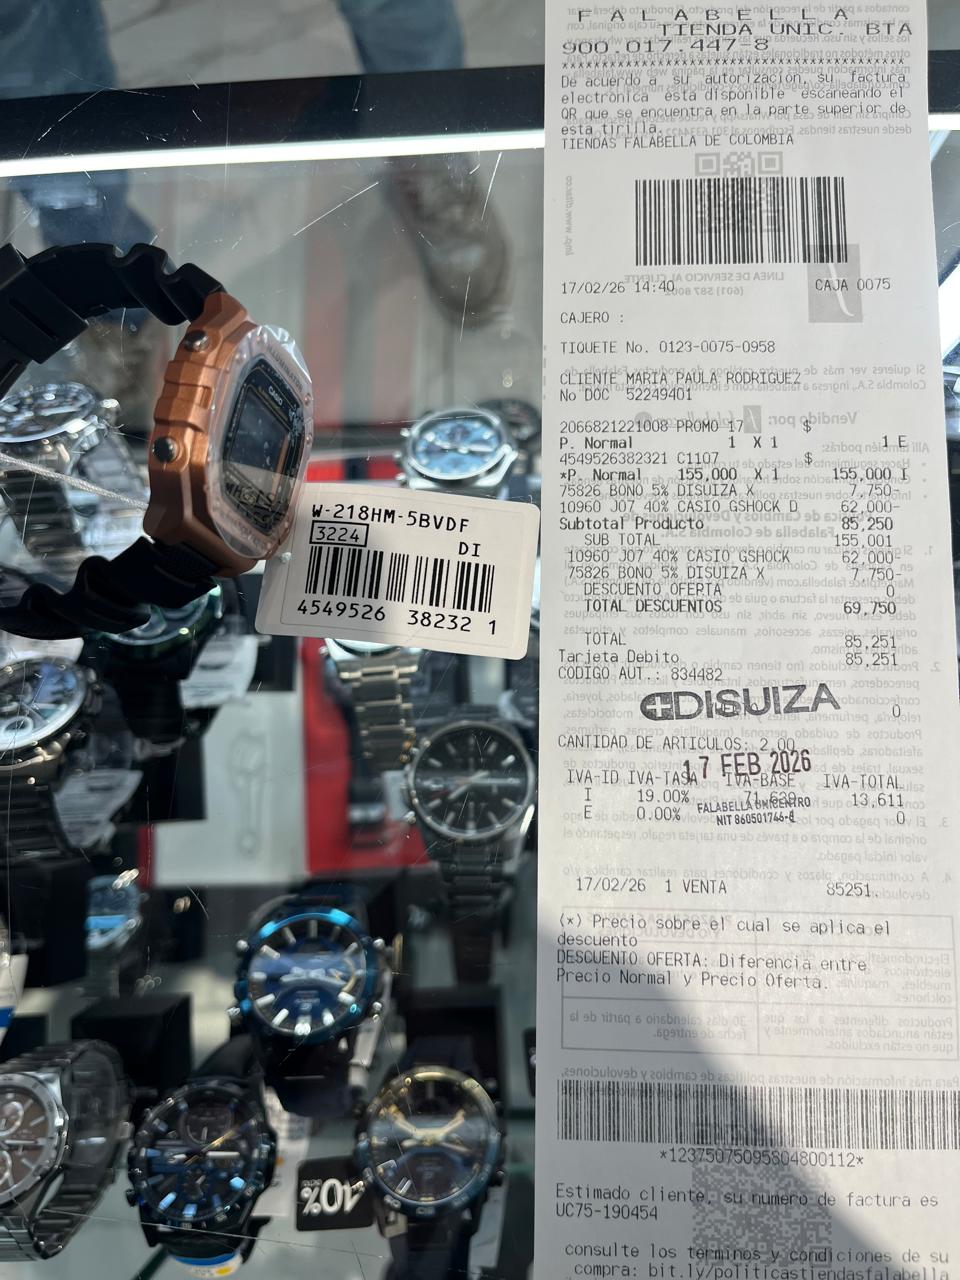 ILLUMINATOR
CASIO
W-218HM-5BVDF
3224
DI
4549526 38232 1
-40%
FALABELLA
TIENDA UNIC. BTA
900.017.447-8
De acuerdo a su autorización, su factura
electrónica está disponible escaneando el
QR que se encuentra en la parte superior de
esta tirilla.
TIENDAS FALABELLA DE COLOMBIA
17/02/26 14:40 CAJA 0075
CAJERO :
TIQUETE No. 0123-0075-0958
CLIENTE MARIA PAULA RODRIGUEZ
No DOC 52249401
2066821221008 PROMO 17 $
P. Normal 1 X 1 1 E
4549526382321 C1107 $
*P. Normal 155,000 X 1 155,000 I
75826 BONO 5% DISUIZA X 7,750-
10960 J07 40% CASIO GSHOCK D 62,000-
Subtotal Producto 85,250
SUB TOTAL 155,001
(10960 J07 40% CASIO GSHOCK 62,000
(75826 BONO 5% DISUIZA X 7,750-
DESCUENTO OFERTA 0
TOTAL DESCUENTOS 69,750
TOTAL 85,251
Tarjeta Debito 85,251
CODIGO AUT.: 834482
DISUIZA
0
CANTIDAD DE ARTICULOS: 2,00
17 FEB 2026
IVA-ID IVA-TASA IVA-BASE IVA-TOTAL
I 19.00% 71,639 13,611
E 0.00% 0
FALABELLA UNICENTRO
NIT 860501746-8
17/02/26 1 VENTA 85251.
(*) Precio sobre el cual se aplica el
descuento
DESCUENTO OFERTA: Diferencia entre
Precio Normal y Precio Oferta.
*12375075095804800112*
Estimado cliente, su numero de factura es
UC75-190454
consulte los términos y condiciones de su
compra: bit.ly/politicastiendasfalabella